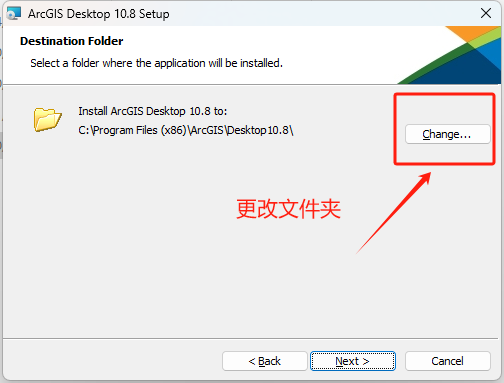 ArcGIS Desktop 10.8 Setup
Destination Folder
Select a folder where the application will be installed.
Install ArcGIS Desktop 10.8 to:
C:\Program Files (x86)\ArcGIS\Desktop10.8\
Change...
更改文件夹
< Back
Next >
Cancel